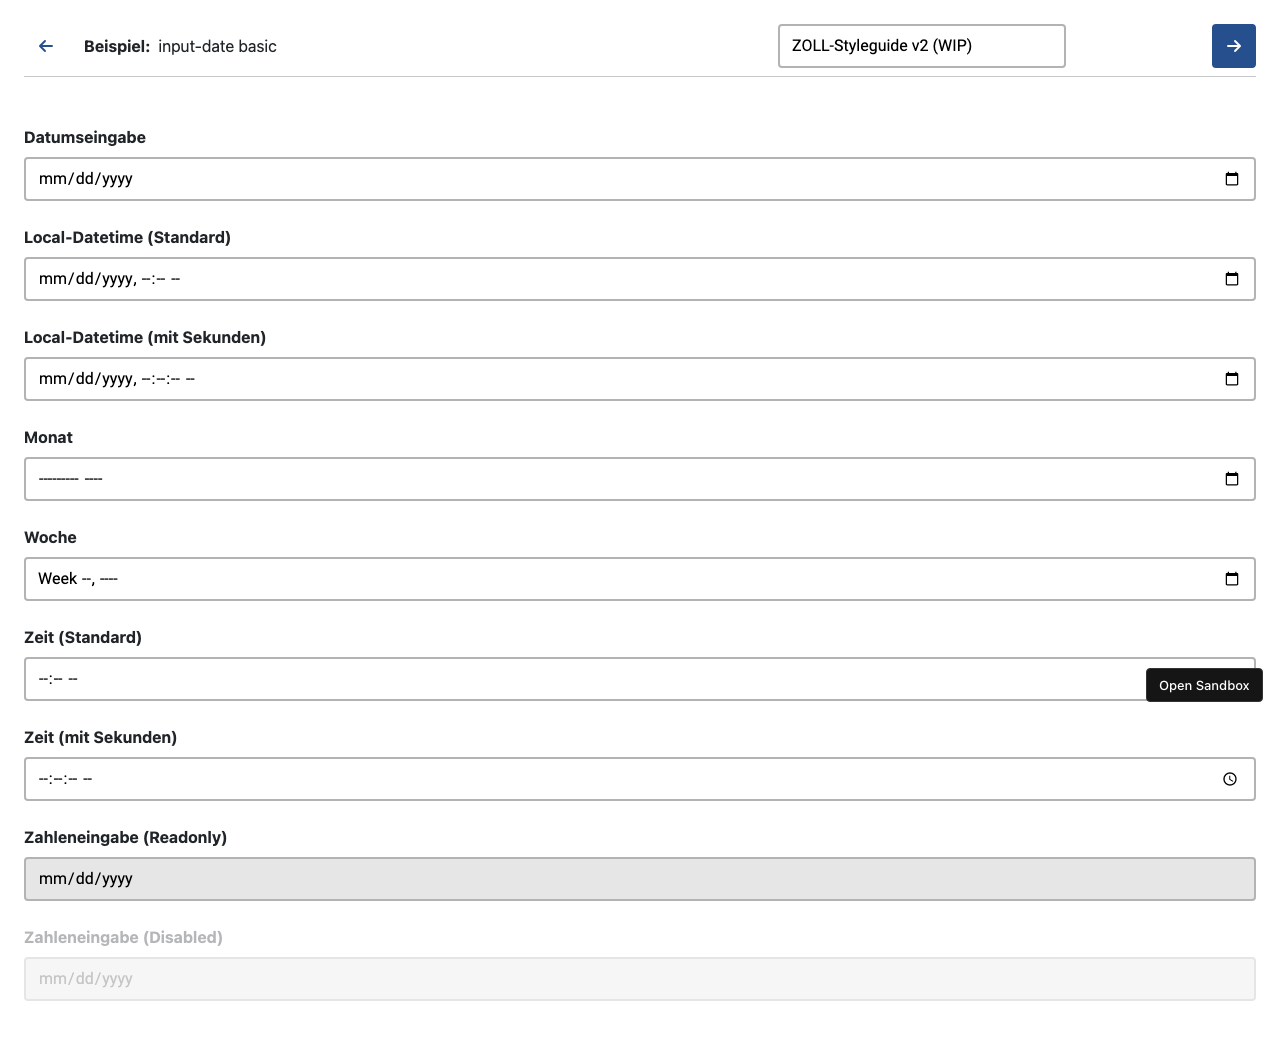 Beispiel: input-date basic
ZOLL-Styleguide v2 (WIP)
Datumseingabe
mm/dd/yyyy
Local-Datetime (Standard)
mm/dd/yyyy, --:-- --
Local-Datetime (mit Sekunden)
mm/dd/yyyy, --:--:-- --
Monat
--------- ----
Woche
Week --, ----
Zeit (Standard)
--:-- --
Open Sandbox
Zeit (mit Sekunden)
--:--:-- --
Zahleneingabe (Readonly)
mm/dd/yyyy
Zahleneingabe (Disabled)
mm/dd/yyyy